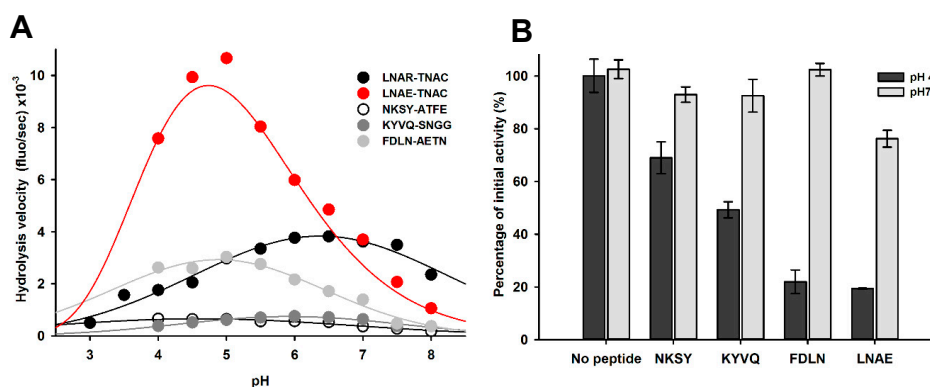 A
Hydrolysis velocity (fluo/sec) x10-3
10
8
6
4
2
0
3 4 5 6 7 8
pH
LNAR-TNAC
LNAE-TNAC
NKSY-ATFE
KYVQ-SNGG
FDLN-AETN
B
Percentage of initial activity (%)
100
80
60
40
20
0
No peptide NKSY KYVQ FDLN LNAE
pH 4
pH7